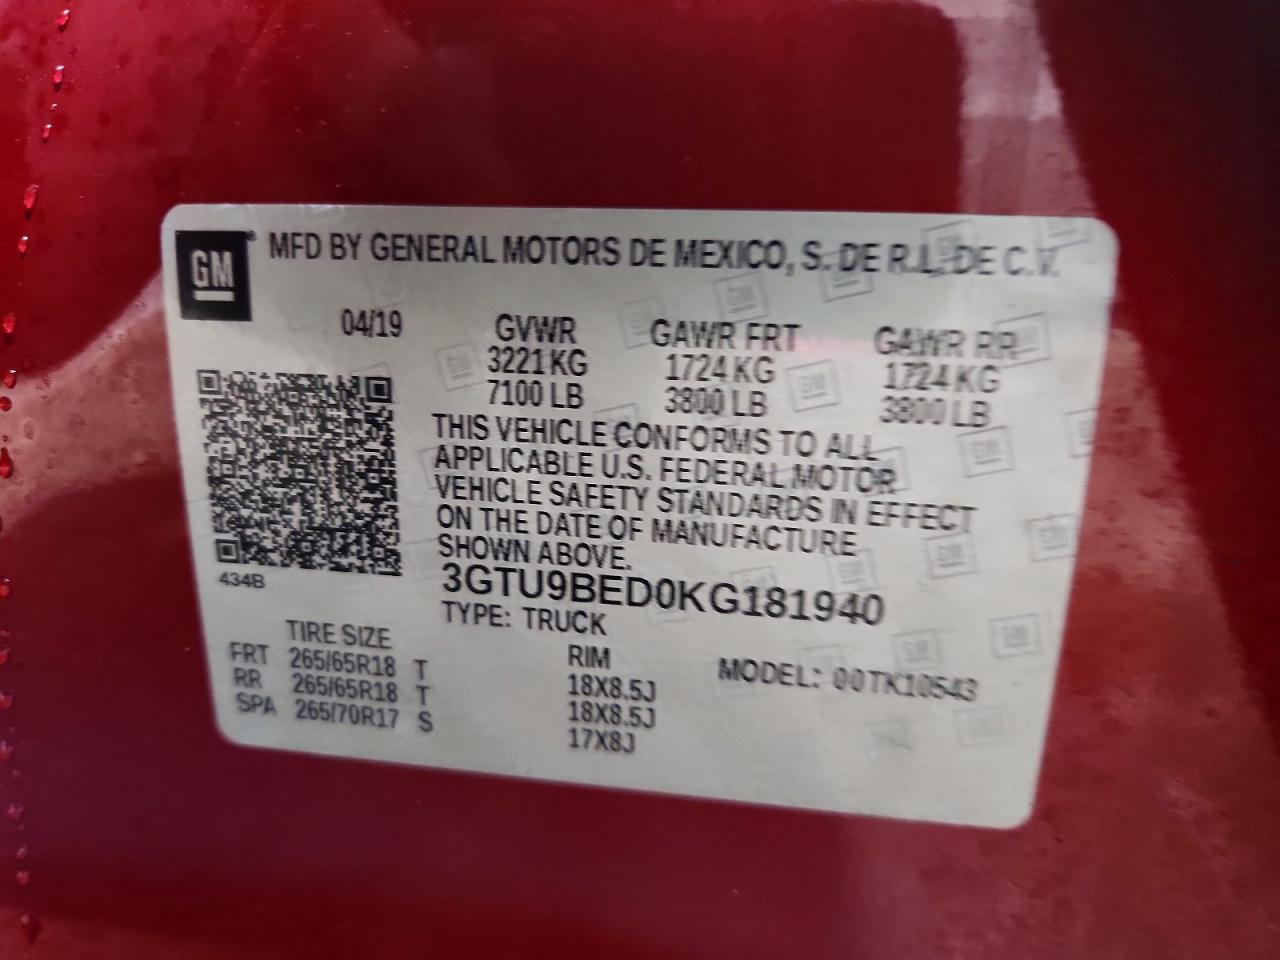 GM MFD BY GENERAL MOTORS DE MEXICO, S. DE R.L. DE C.V.
04/19 GVWR GAWR FRT GAWR RR
3221 KG 1724 KG 1724 KG
7100 LB 3800 LB 3800 LB
THIS VEHICLE CONFORMS TO ALL
APPLICABLE U.S. FEDERAL MOTOR
VEHICLE SAFETY STANDARDS IN EFFECT
ON THE DATE OF MANUFACTURE
SHOWN ABOVE.
434B
3GTU9BED0KG181940
TYPE: TRUCK
TIRE SIZE RIM MODEL: 00TK10543
FRT 265/65R18 T 18X8.5J
RR 265/65R18 T 18X8.5J
SPA 265/70R17 S 17X8J